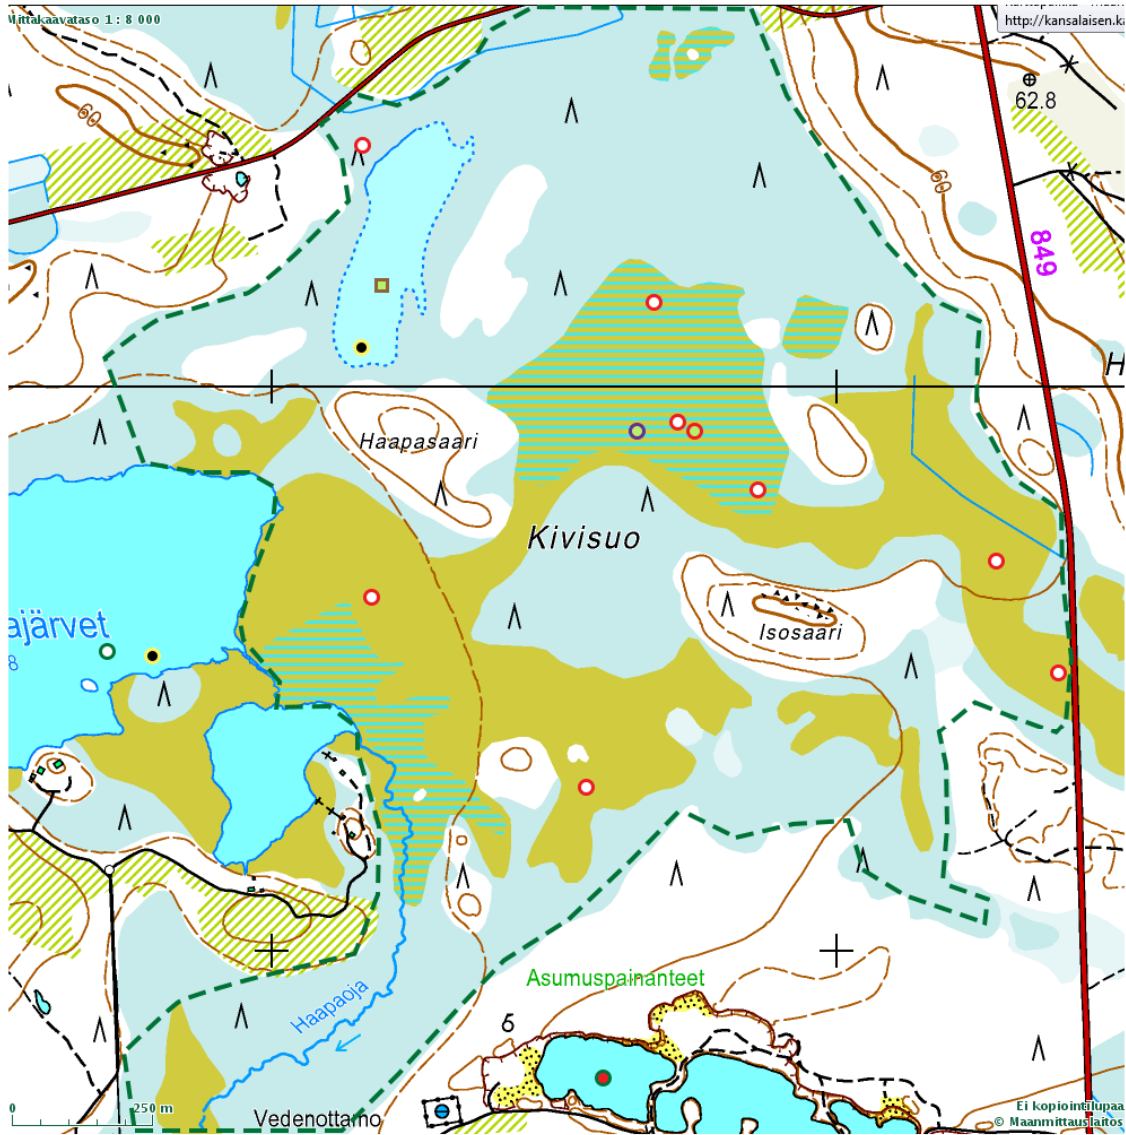 Mittakaavataso 1 : 8 000
http://kansalaisen.ka
60
62.8
60
849
H
Haapasaari
Kivisuo
ajärvet
8
Isosaari
Asumuspainanteet
Haapaoja
6
0
250 m
Vedenottamo
Ei kopiointilupaa
© Maanmittauslaitos